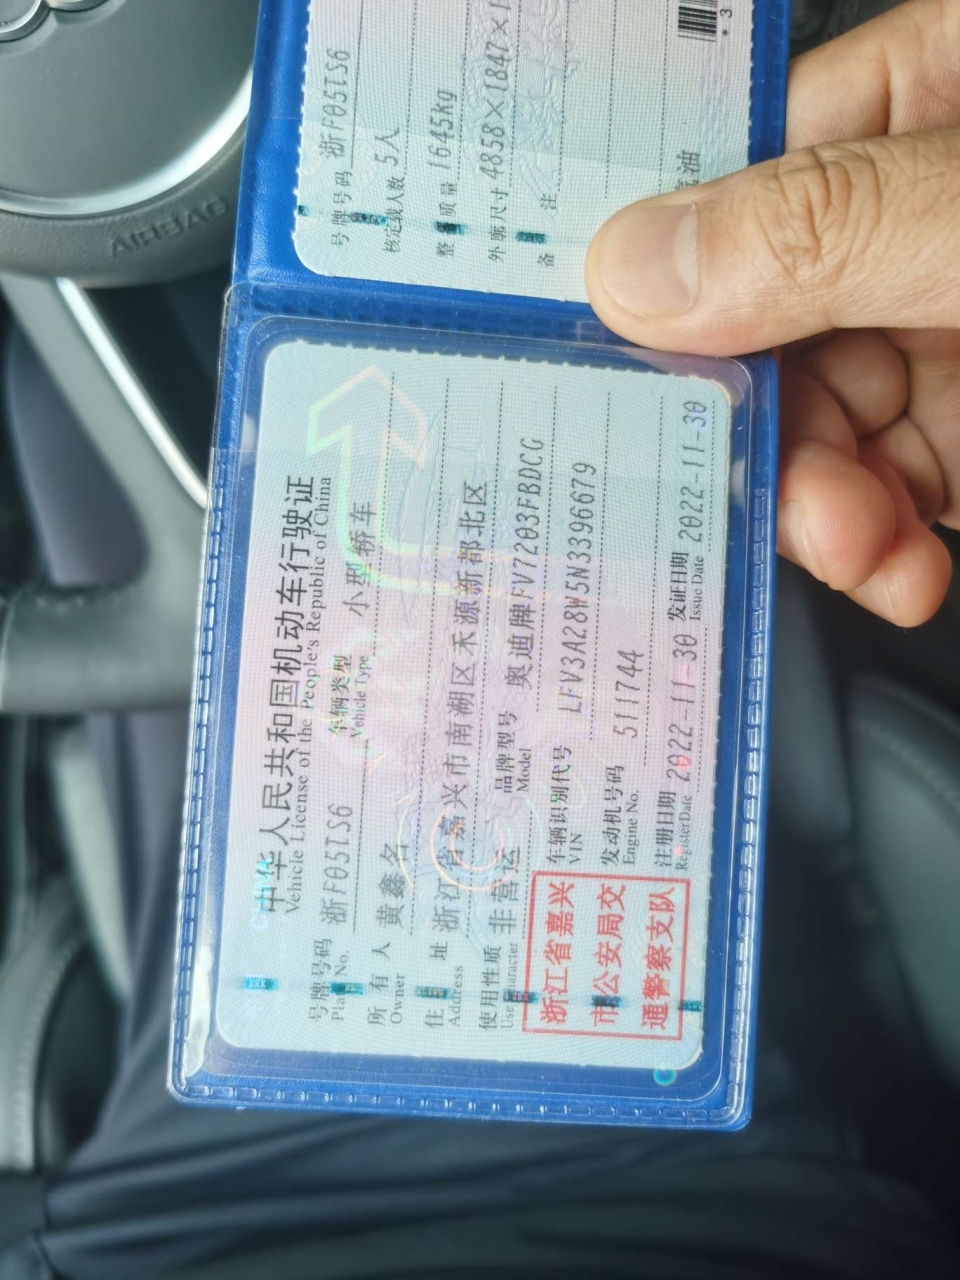 中华人民共和国机动车行驶证
Vehicle License of the People's Republic of China
号牌号码 浙F05IS6 车辆类型 小型轿车
Plate No. Vehicle Type
所有人 黄鑫名
Owner
住址 浙江省嘉兴市南湖区禾源新都北区
Address
使用性质 非营运 品牌型号 奥迪牌FV7203FBDCG
Use Character Model
浙江省嘉兴
市公安局交
通警察支队
车辆识别代号 LFV3A28W5N3396679
VIN
发动机号码 511744
Engine No.
注册日期 2022-11-30 发证日期 2022-11-30
Register Date Issue Date
号牌号码 浙F05IS6
核定载人数 5人
整备质量 1645kg
外廓尺寸 4858×1847×1
备注
油
* 3
AIRBAG